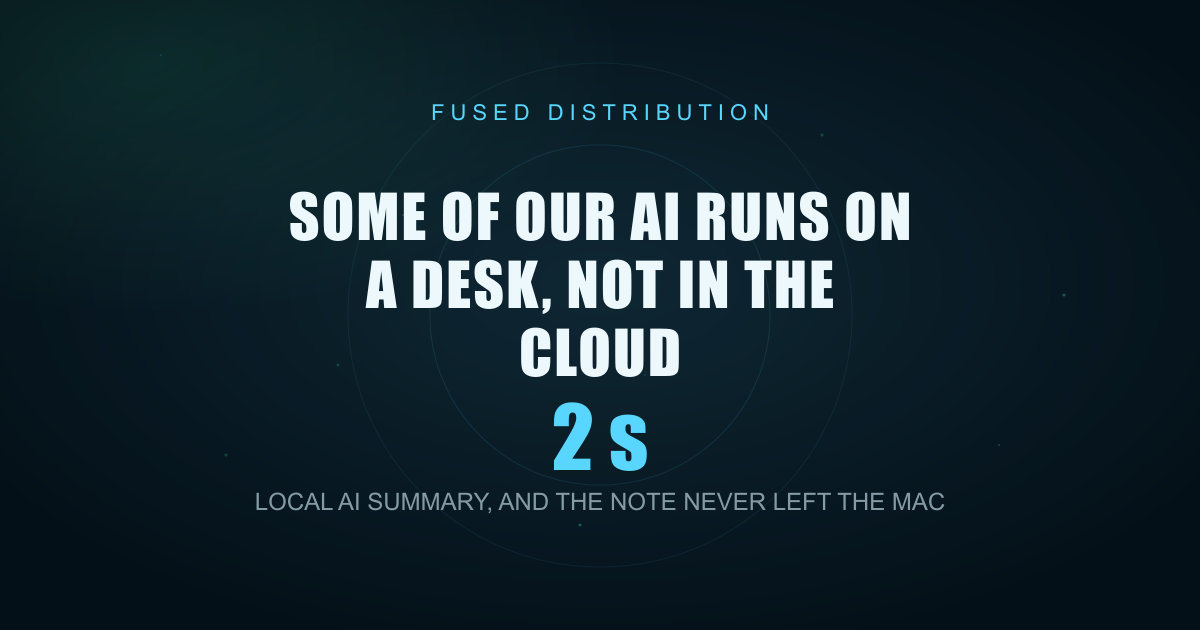 FUSED DISTRIBUTION
SOME OF OUR AI RUNS ON
A DESK, NOT IN THE
CLOUD
2 s
LOCAL AI SUMMARY, AND THE NOTE NEVER LEFT THE MAC